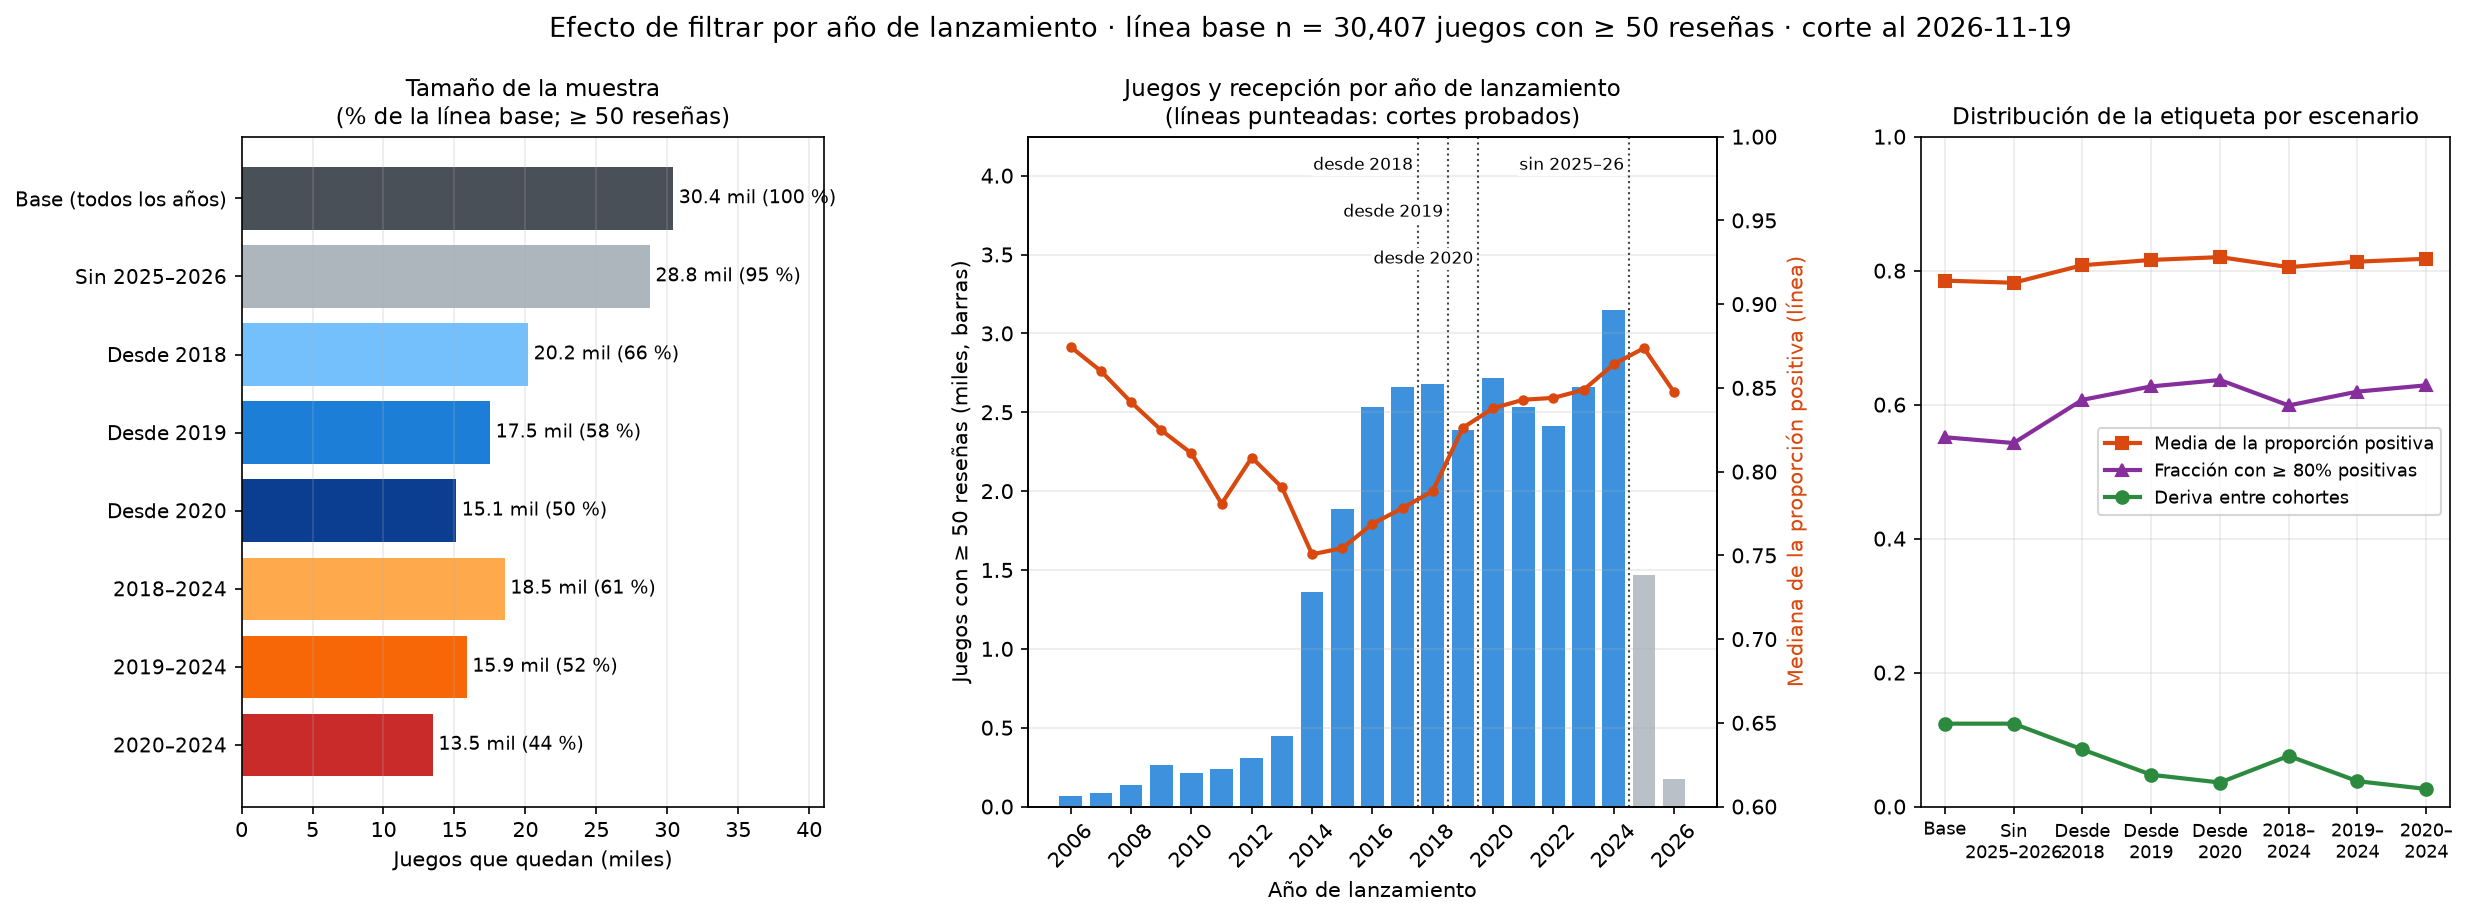 Efecto de filtrar por año de lanzamiento · línea base n = 30,407 juegos con ≥ 50 reseñas · corte al 2026-11-19
Tamaño de la muestra
(% de la línea base; ≥ 50 reseñas)
Base (todos los años)
30.4 mil (100 %)
Sin 2025–2026
28.8 mil (95 %)
Desde 2018
20.2 mil (66 %)
Desde 2019
17.5 mil (58 %)
Desde 2020
15.1 mil (50 %)
2018–2024
18.5 mil (61 %)
2019–2024
15.9 mil (52 %)
2020–2024
13.5 mil (44 %)
0 5 10 15 20 25 30 35 40
Juegos que quedan (miles)
Juegos y recepción por año de lanzamiento
(líneas punteadas: cortes probados)
Juegos con ≥ 50 reseñas (miles, barras)
4.0
3.5
3.0
2.5
2.0
1.5
1.0
0.5
0.0
desde 2018
sin 2025–26
desde 2019
desde 2020
1.00
0.95
0.90
0.85
0.80
0.75
0.70
0.65
0.60
Mediana de la proporción positiva (línea)
2006 2008 2010 2012 2014 2016 2018 2020 2022 2024 2026
Año de lanzamiento
Distribución de la etiqueta por escenario
1.0
0.8
0.6
0.4
0.2
0.0
Media de la proporción positiva
Fracción con ≥ 80% positivas
Deriva entre cohortes
Base Sin Desde Desde Desde 2018– 2019– 2020–
2025–2026 2018 2019 2020 2024 2024 2024